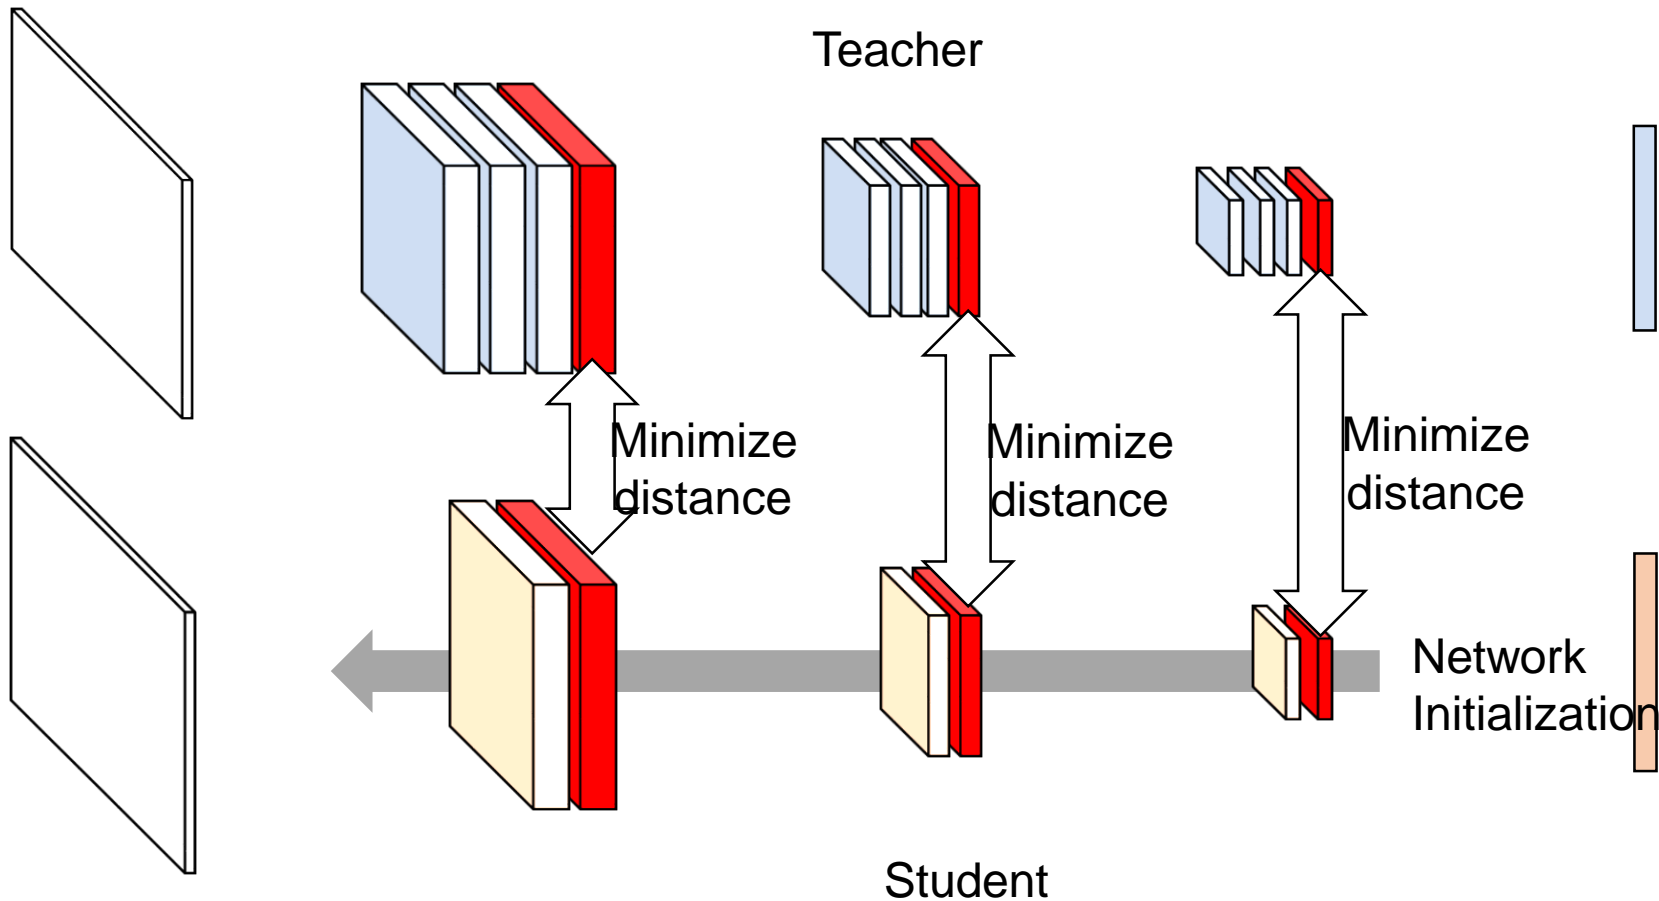 Teacher
Minimize
distance
Minimize
distance
Minimize
distance
Network
Initialization
Student